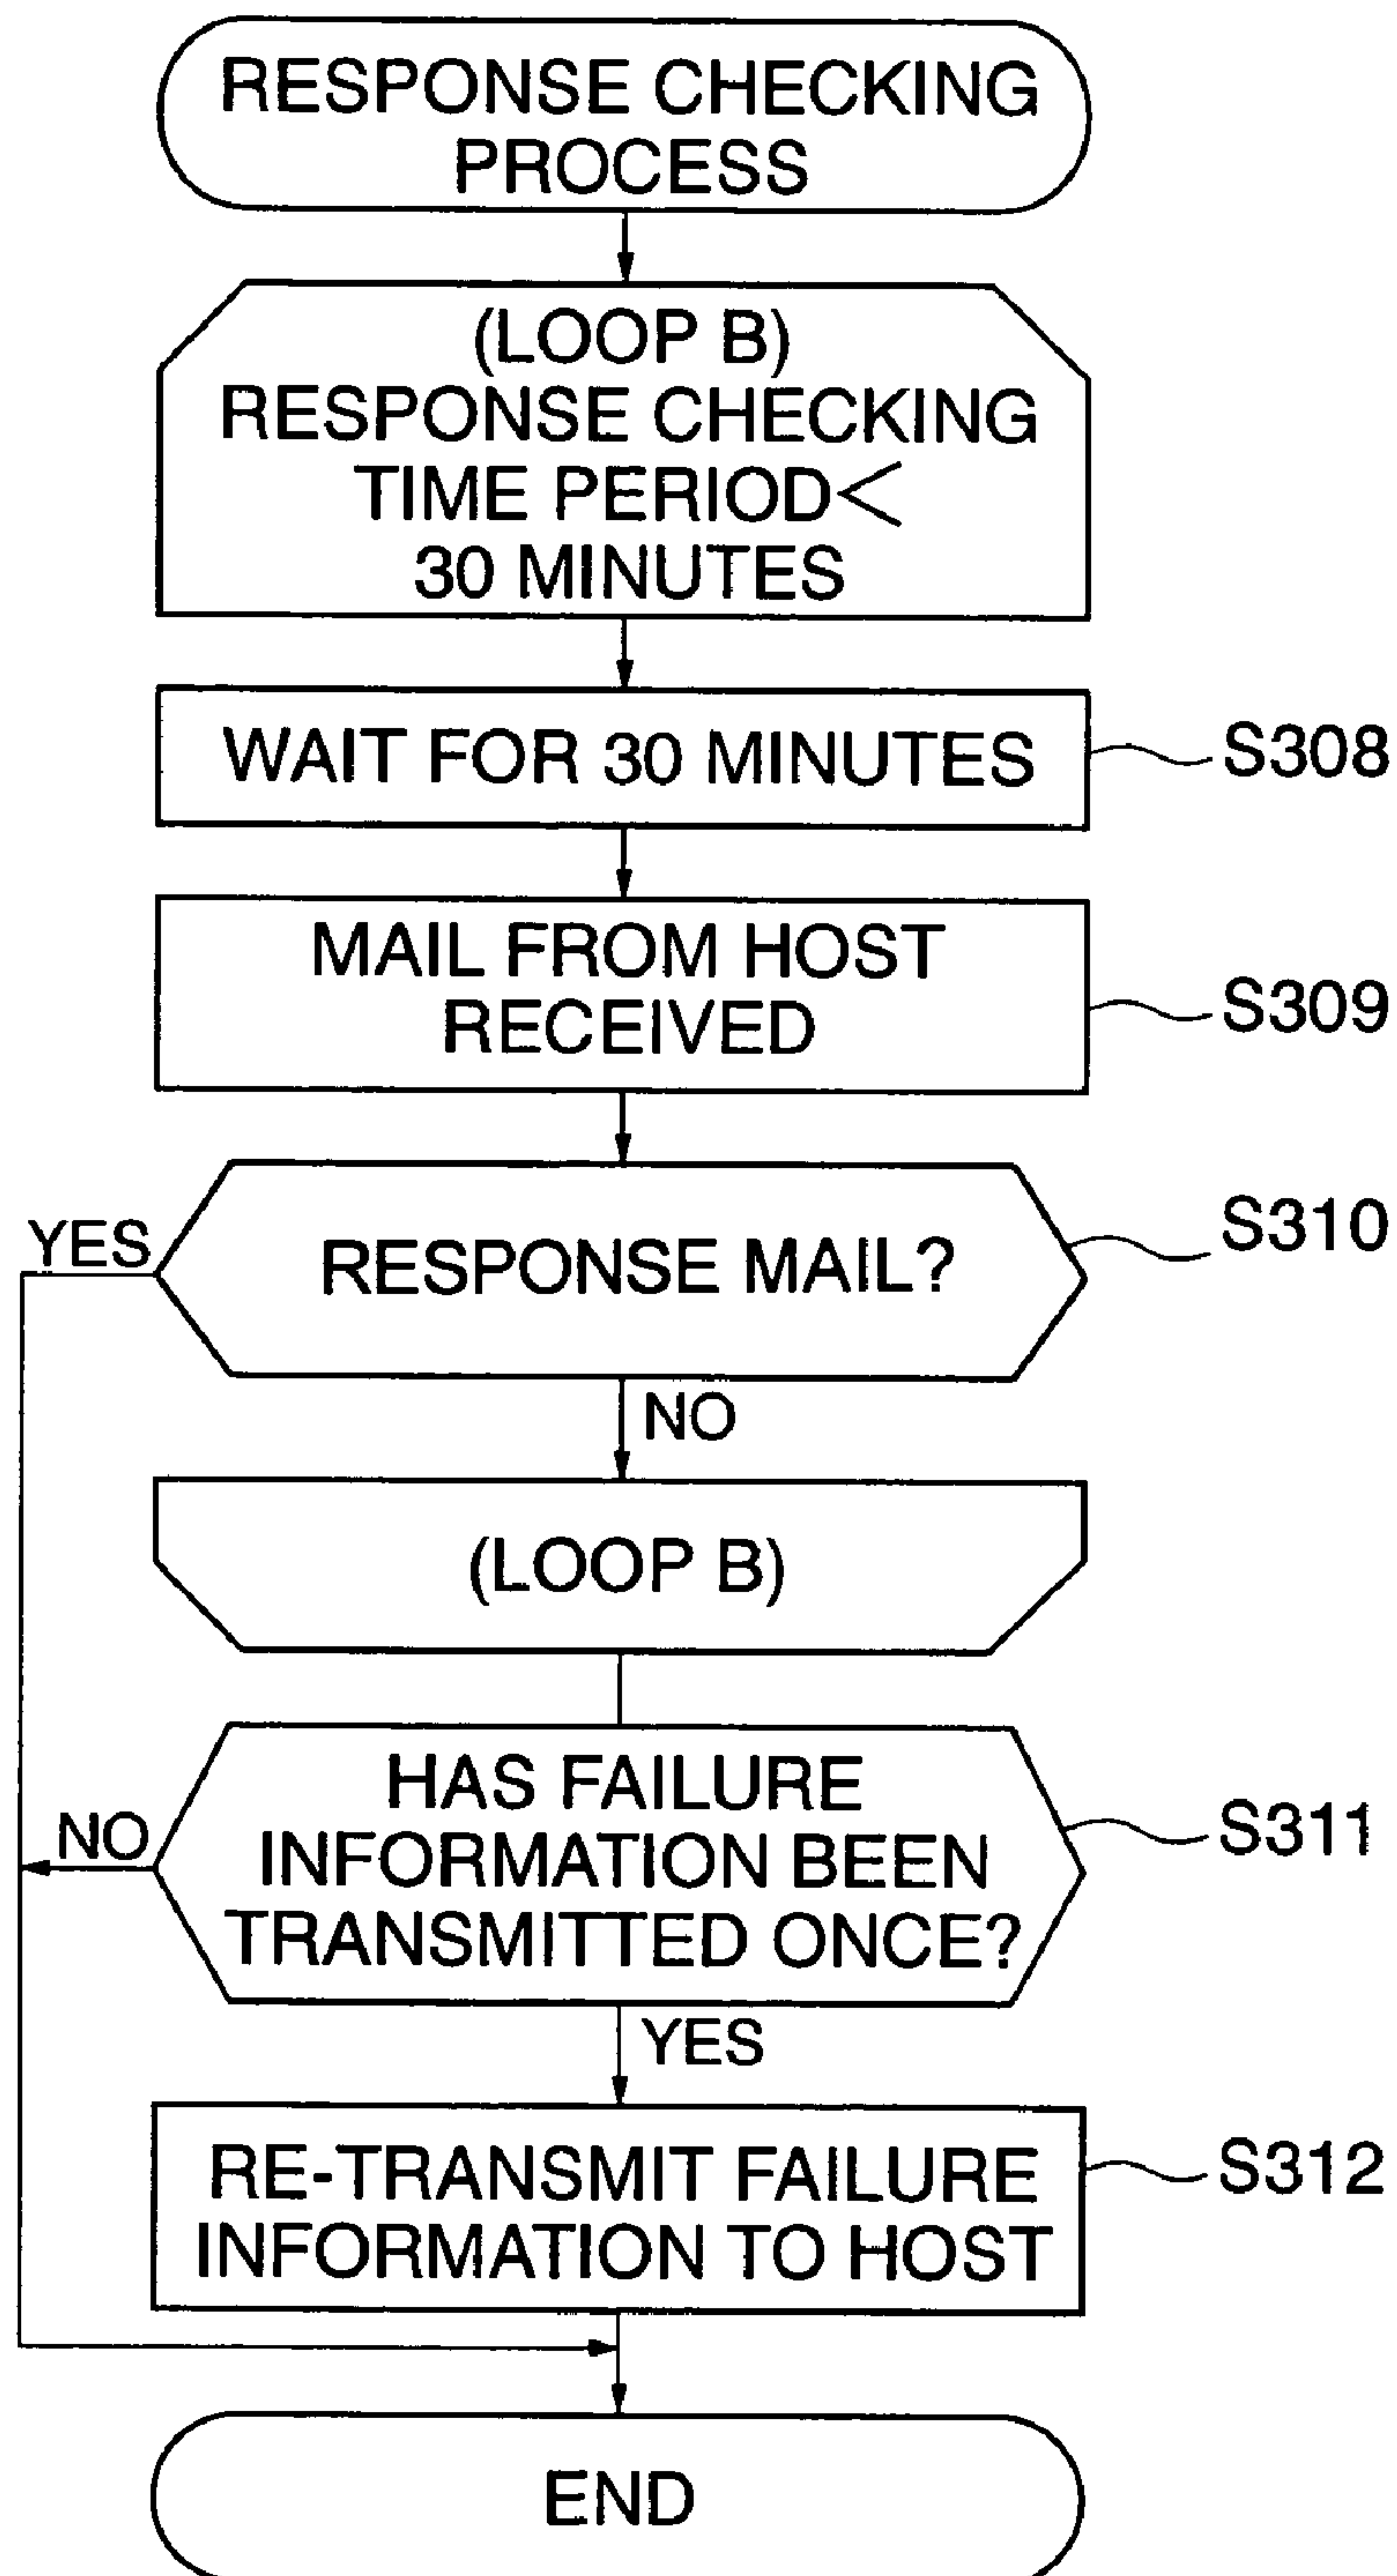 RESPONSE CHECKING
PROCESS
(LOOP B)
RESPONSE CHECKING
TIME PERIOD<
30 MINUTES
WAIT FOR 30 MINUTES
S308
MAIL FROM HOST
RECEIVED
S309
YES
RESPONSE MAIL?
S310
NO
(LOOP B)
NO
HAS FAILURE
INFORMATION BEEN
TRANSMITTED ONCE?
S311
YES
RE-TRANSMIT FAILURE
INFORMATION TO HOST
S312
END